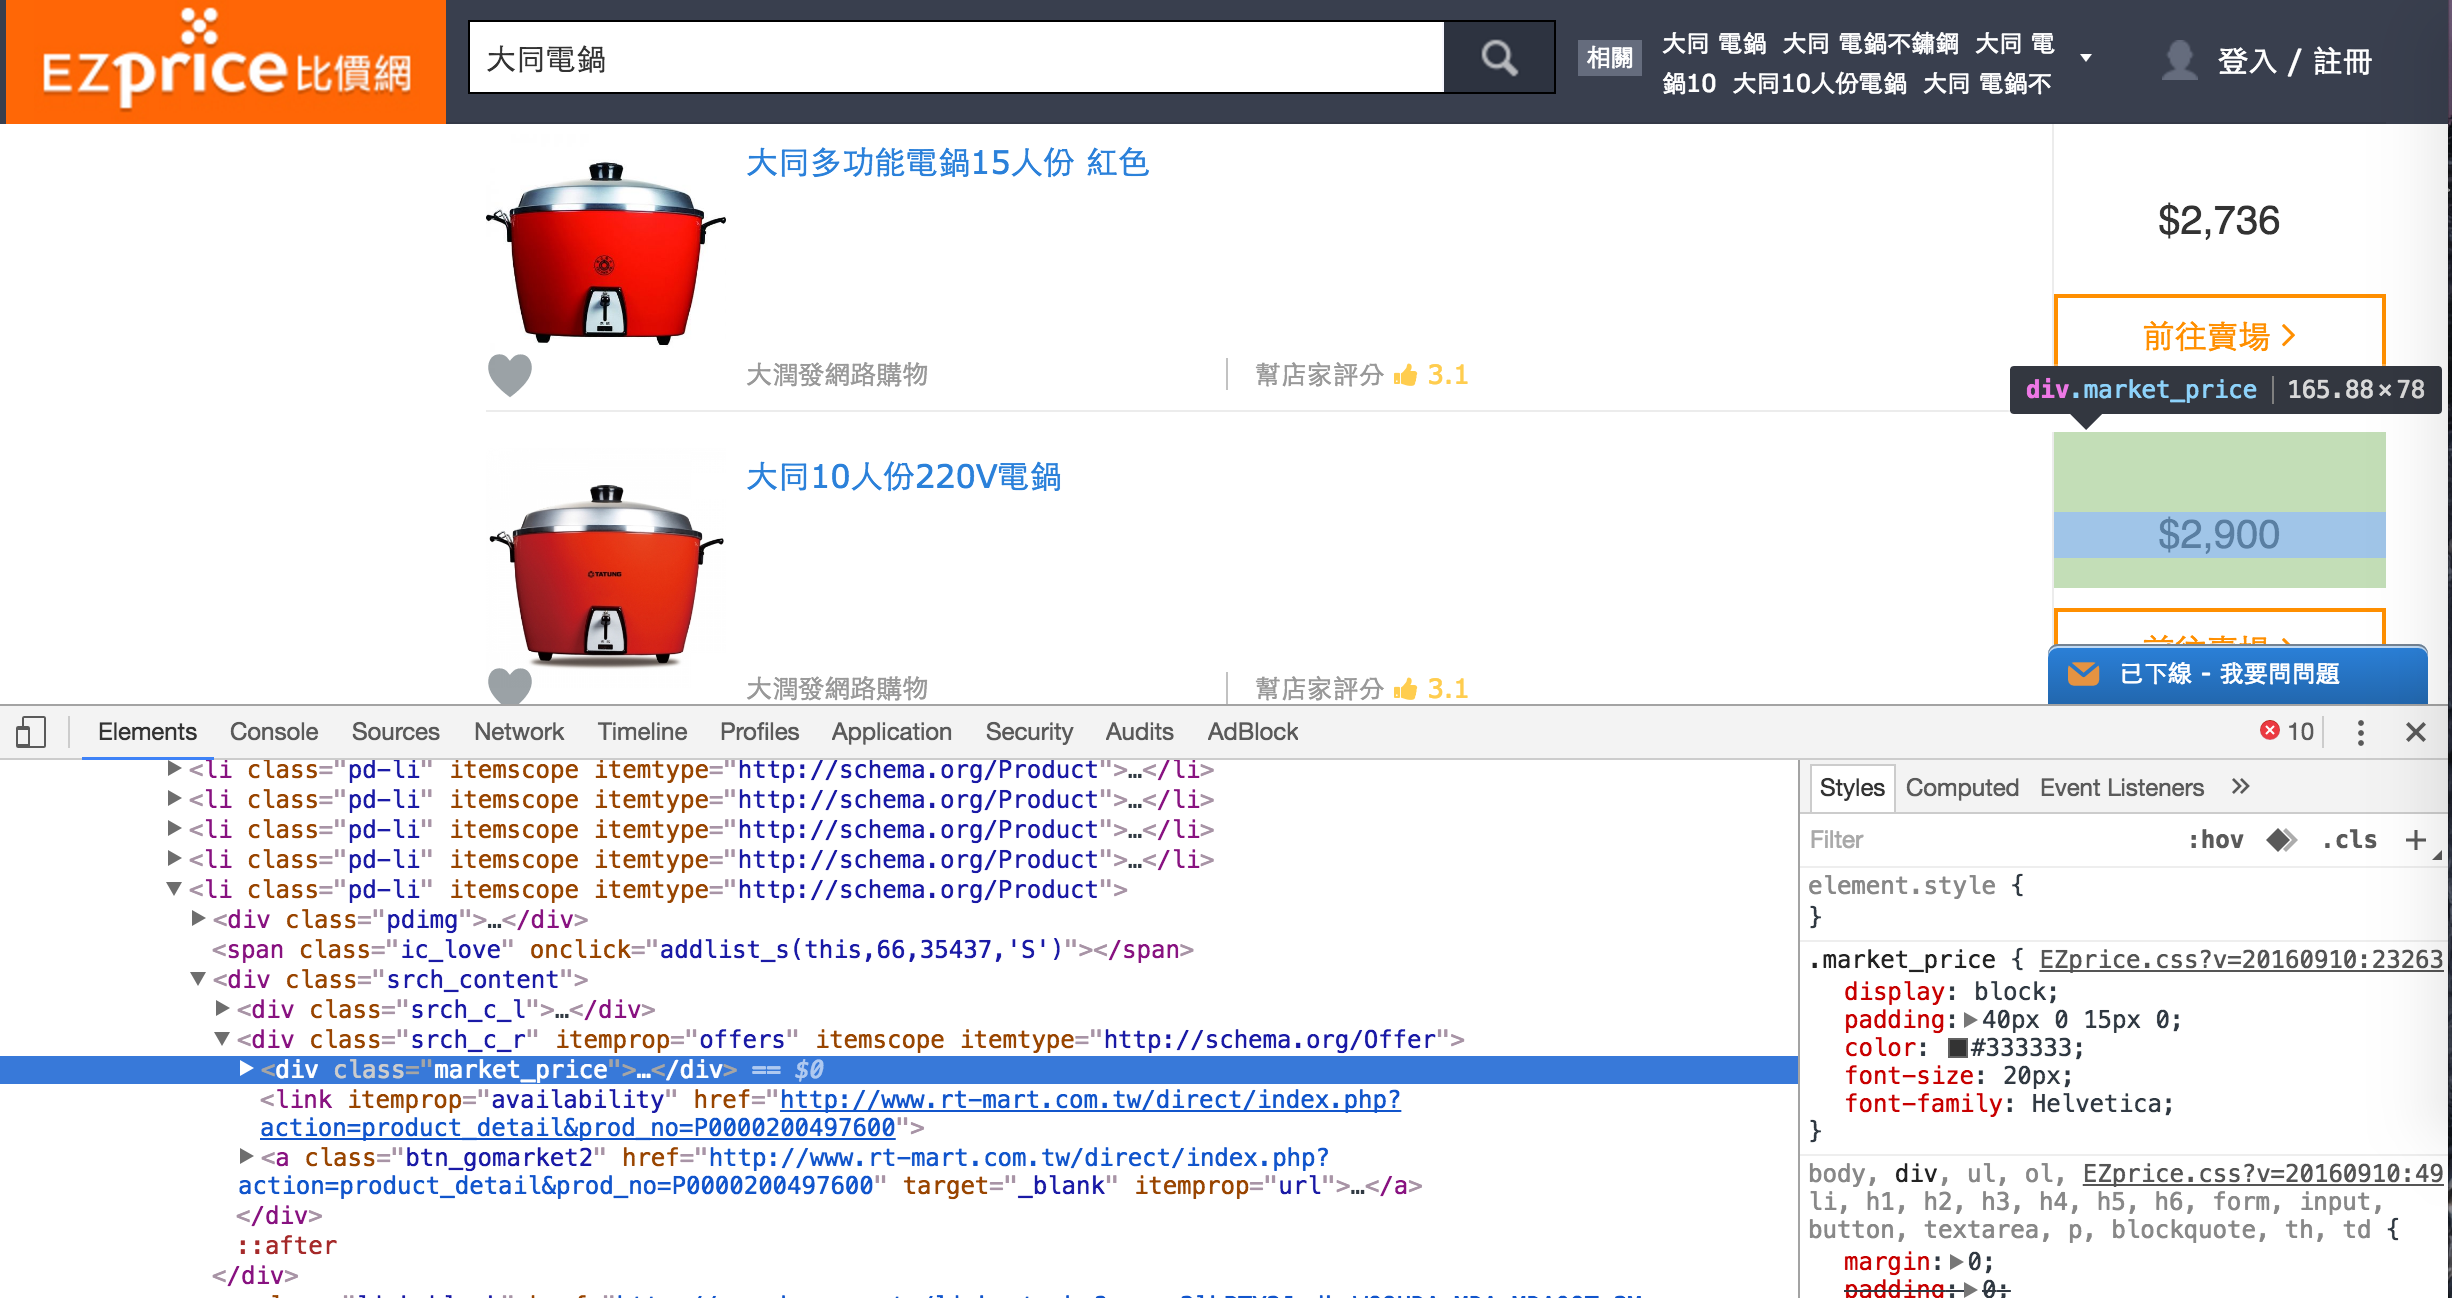 EZprice比價網
大同電鍋
相關
大同 電鍋 大同 電鍋不鏽鋼 大同 電
鍋10 大同10人份電鍋 大同 電鍋不
登入 / 註冊
大同多功能電鍋15人份 紅色
$2,736
前往賣場
大潤發網路購物
幫店家評分 3.1
div.market_price 165.88×78
大同10人份220V電鍋
TATUNG
$2,900
前往賣場
大潤發網路購物
幫店家評分 3.1
已下線 - 我要問問題
Elements Console Sources Network Timeline Profiles Application Security Audits AdBlock
10
<li class="pd-li" itemscope itemtype="http://schema.org/Product">…</li>
<li class="pd-li" itemscope itemtype="http://schema.org/Product">…</li>
<li class="pd-li" itemscope itemtype="http://schema.org/Product">…</li>
<li class="pd-li" itemscope itemtype="http://schema.org/Product">…</li>
<li class="pd-li" itemscope itemtype="http://schema.org/Product">
<div class="pdimg">…</div>
<span class="ic_love" onclick="addlist_s(this,66,35437,'S')"></span>
<div class="srch_content">
<div class="srch_c_l">…</div>
<div class="srch_c_r" itemprop="offers" itemscope itemtype="http://schema.org/Offer">
<div class="market_price">…</div> == $0
<link itemprop="availability" href="http://www.rt-mart.com.tw/direct/index.php?
action=product_detail&prod_no=P0000200497600">
<a class="btn_gomarket2" href="http://www.rt-mart.com.tw/direct/index.php?
action=product_detail&prod_no=P0000200497600" target="_blank" itemprop="url">…</a>
</div>
::after
</div>
Styles Computed Event Listeners »
Filter
:hov .cls +
element.style {
}
.market_price { EZprice.css?v=20160910:23263
display: block;
padding: 40px 0 15px 0;
color: #333333;
font-size: 20px;
font-family: Helvetica;
}
body, div, ul, ol, EZprice.css?v=20160910:49
li, h1, h2, h3, h4, h5, h6, form, input,
button, textarea, p, blockquote, th, td {
margin: 0;
padding: 0;